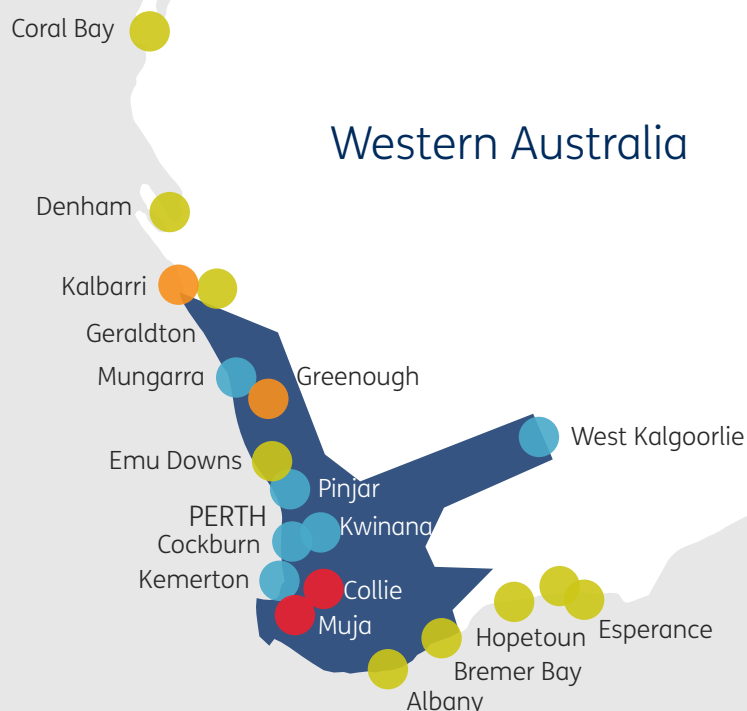 Coral Bay
Western Australia
Denham
Kalbarri
Geraldton
Mungarra
Greenough
West Kalgoorlie
Emu Downs
Pinjar
PERTH
Kwinana
Cockburn
Kemerton
Collie
Muja
Hopetoun
Esperance
Bremer Bay
Albany